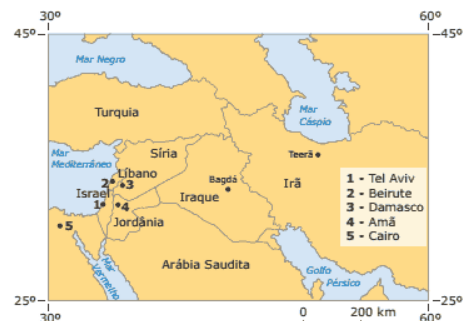 30º 60º
45º 45º
Mar Negro
Turquia
Mar
Cáspio
Mar
Mediterrâneo
Síria
Teerã
Líbano
2 3
Bagdá
Irã
Israel
1 4
Iraque
Jordânia
5
1 - Tel Aviv
2 - Beirute
3 - Damasco
4 - Amã
5 - Cairo
Mar
Vermelho
Arábia Saudita
Golfo
Pérsico
25º 25º
30º 60º
0 200 km